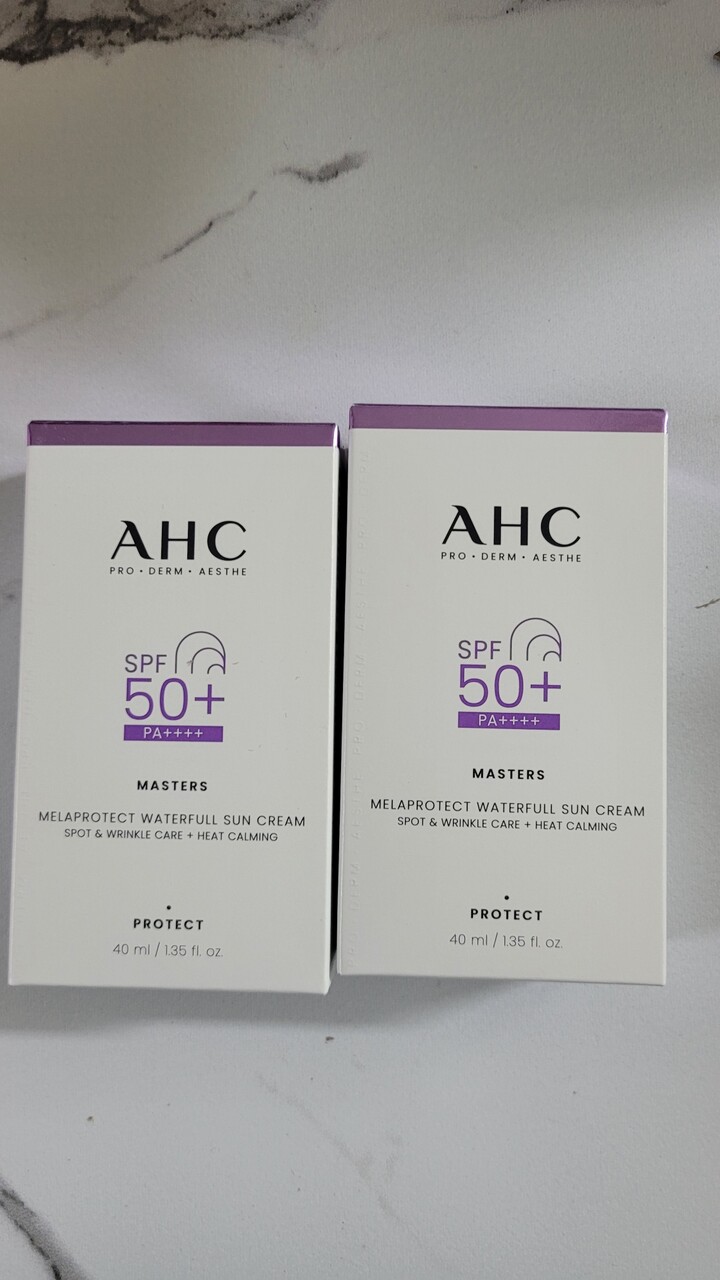 AHC
PRO • DERM • AESTHE
SPF
50+
PA++++
MASTERS
MELAPROTECT WATERFULL SUN CREAM
SPOT & WRINKLE CARE + HEAT CALMING
PROTECT
40 ml / 1.35 fl. oz.
AHC
PRO • DERM • AESTHE
SPF
50+
PA++++
MASTERS
MELAPROTECT WATERFULL SUN CREAM
SPOT & WRINKLE CARE + HEAT CALMING
PROTECT
40 ml / 1.35 fl. oz.